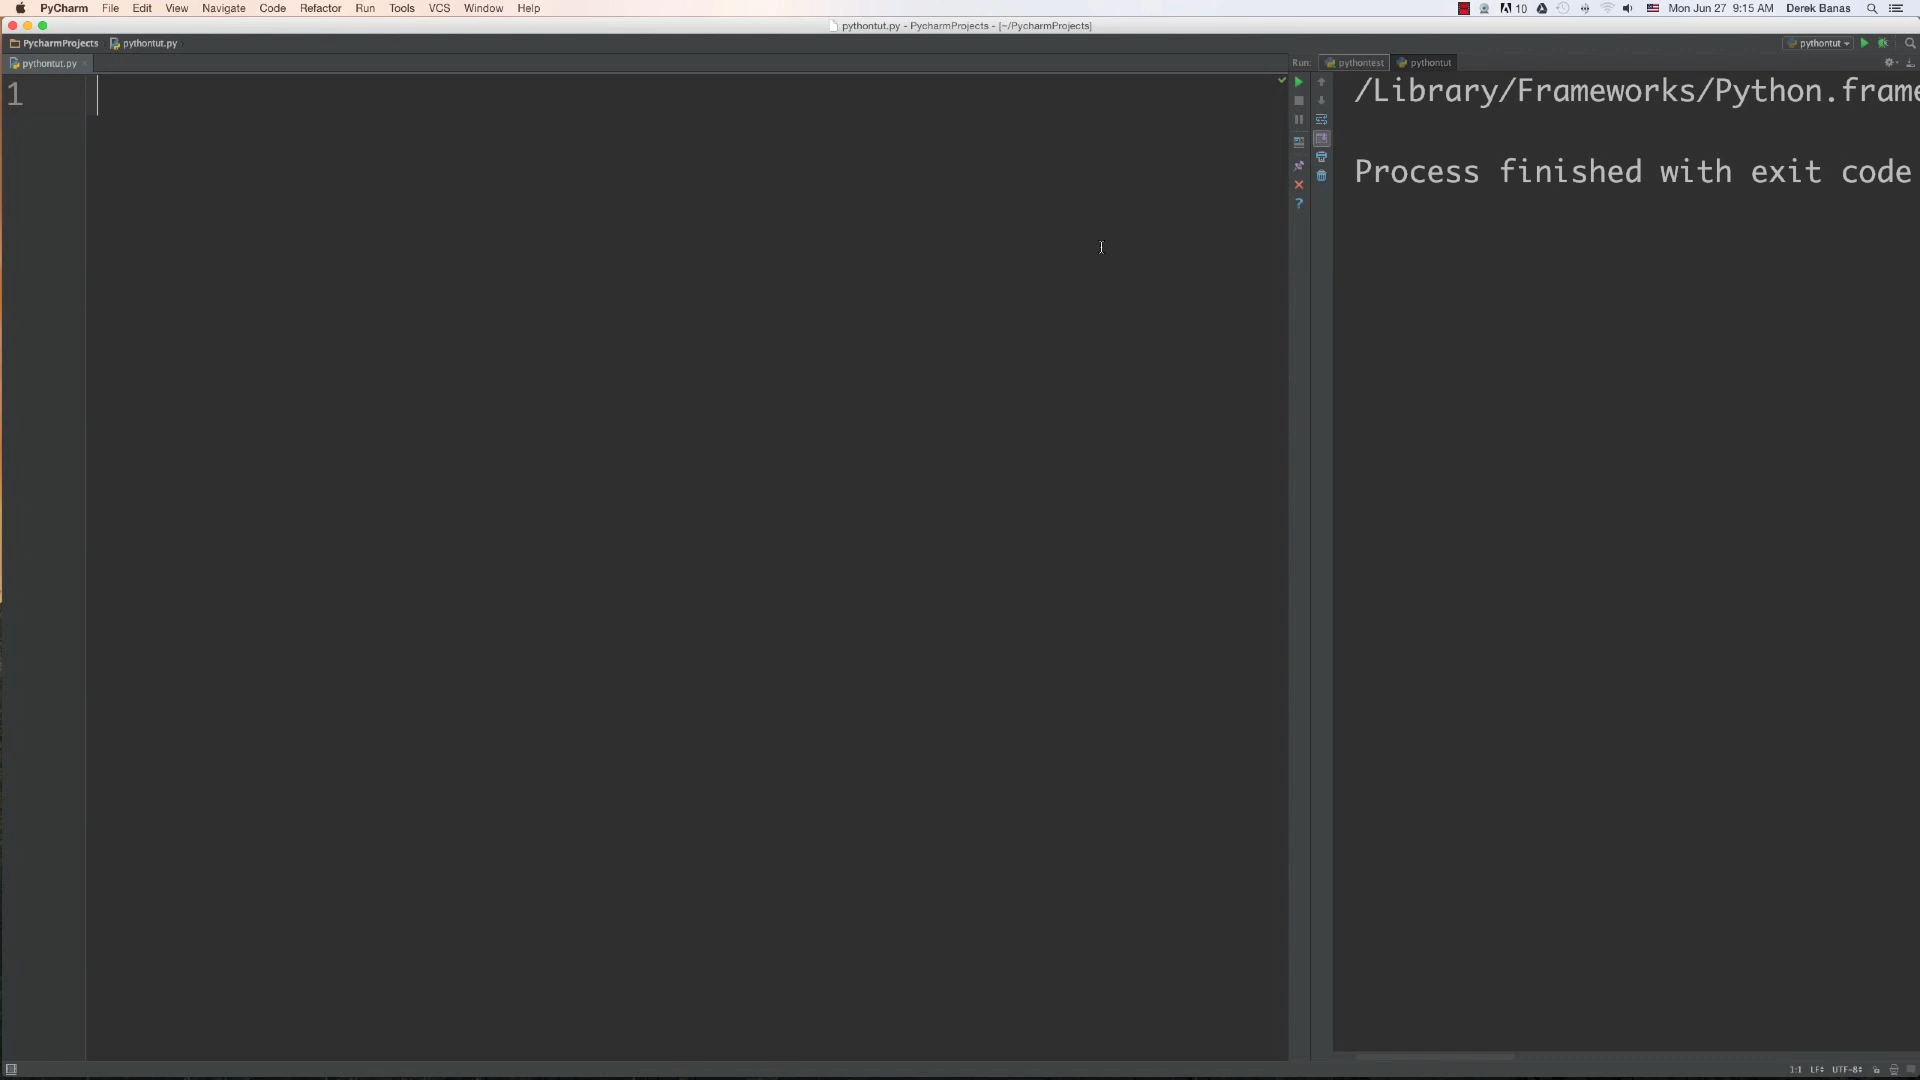 PyCharm File Edit View Navigate Code Refactor Run Tools VCS Window Help 10 Mon Jun 27 9:15 AM Derek Banas
pythontut.py - PycharmProjects - [~/PycharmProjects]
PycharmProjects pythontut.py pythontut
pythontut.py Run: pythontest pythontut
1
/Library/Frameworks/Python.frame
Process finished with exit code
?
1:1 LF÷ UTF-8÷